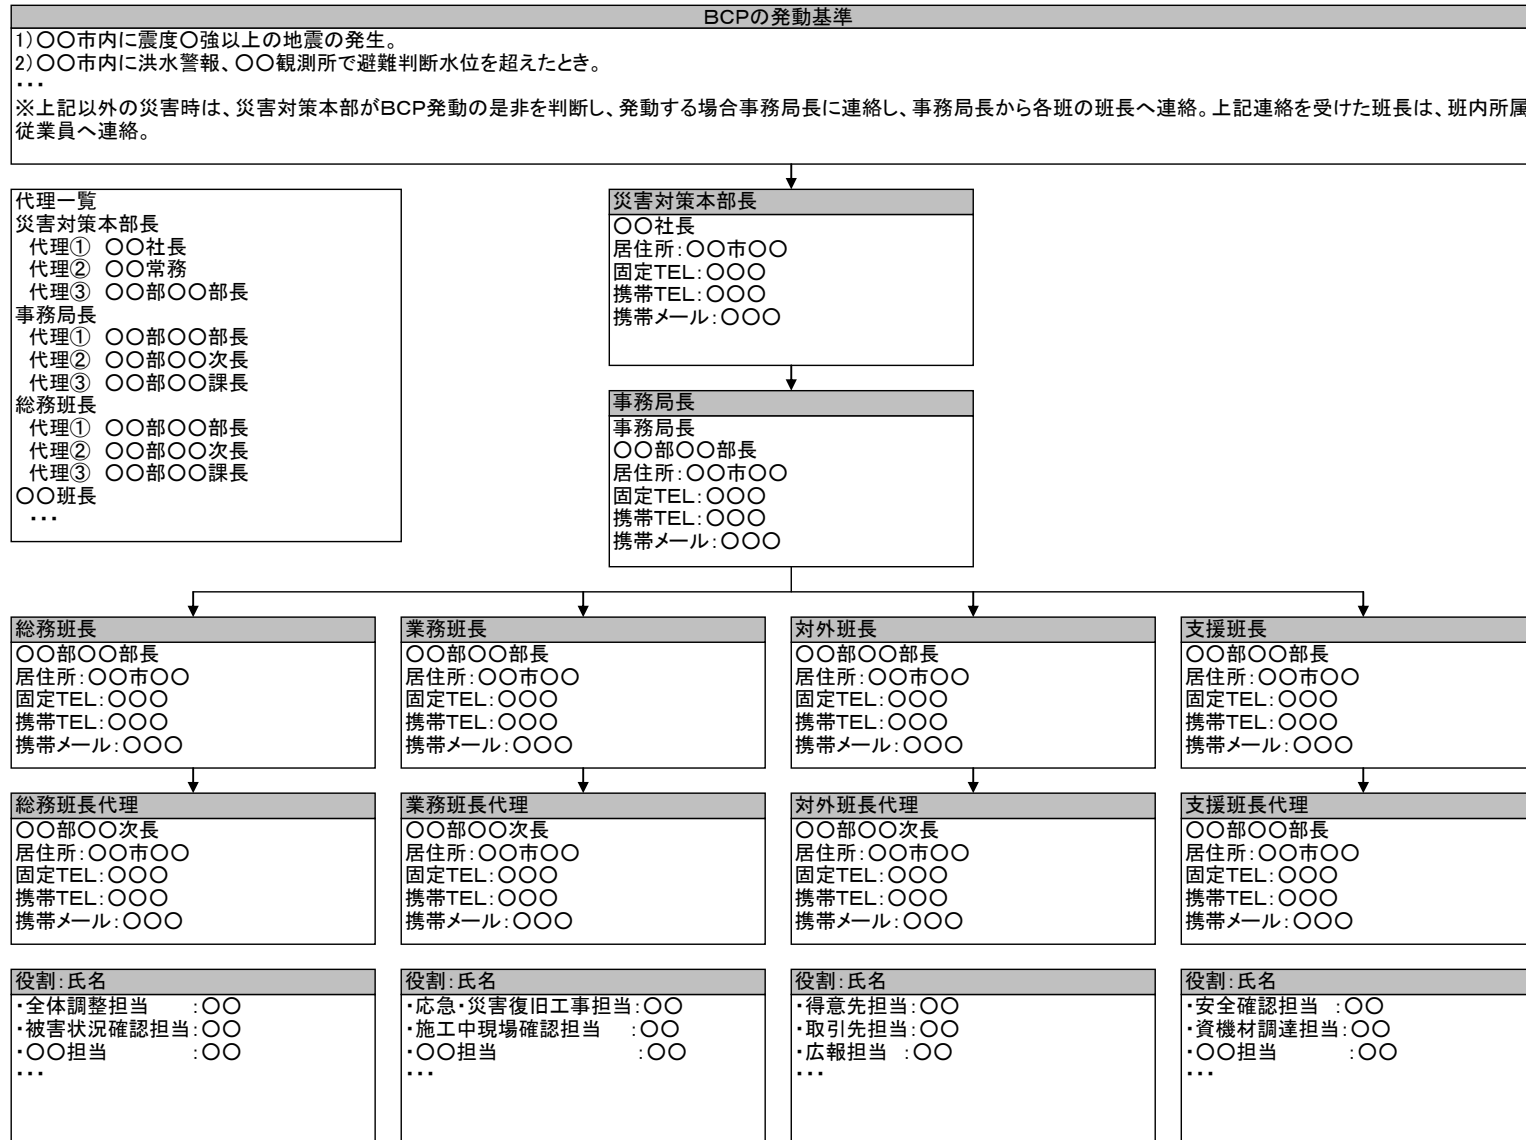 BCPの発動基準
1)〇〇市内に震度〇強以上の地震の発生。
2)〇〇市内に洪水警報、〇〇観測所で避難判断水位を超えたとき。
・・・
※上記以外の災害時は、災害対策本部がBCP発動の是非を判断し、発動する場合事務局長に連絡し、事務局長から各班の班長へ連絡。上記連絡を受けた班長は、班内所属
従業員へ連絡。
代理一覧
災害対策本部長
代理① 〇〇社長
代理② 〇〇常務
代理③ 〇〇部〇〇部長
事務局長
代理① 〇〇部〇〇部長
代理② 〇〇部〇〇次長
代理③ 〇〇部〇〇課長
総務班長
代理① 〇〇部〇〇部長
代理② 〇〇部〇〇次長
代理③ 〇〇部〇〇課長
〇〇班長
・・・
災害対策本部長
〇〇社長
居住所:〇〇市〇〇
固定TEL:〇〇〇
携帯TEL:〇〇〇
携帯メール:〇〇〇
事務局長
事務局長
〇〇部〇〇部長
居住所:〇〇市〇〇
固定TEL:〇〇〇
携帯TEL:〇〇〇
携帯メール:〇〇〇
総務班長
〇〇部〇〇部長
居住所:〇〇市〇〇
固定TEL:〇〇〇
携帯TEL:〇〇〇
携帯メール:〇〇〇
業務班長
〇〇部〇〇部長
居住所:〇〇市〇〇
固定TEL:〇〇〇
携帯TEL:〇〇〇
携帯メール:〇〇〇
対外班長
〇〇部〇〇部長
居住所:〇〇市〇〇
固定TEL:〇〇〇
携帯TEL:〇〇〇
携帯メール:〇〇〇
支援班長
〇〇部〇〇部長
居住所:〇〇市〇〇
固定TEL:〇〇〇
携帯TEL:〇〇〇
携帯メール:〇〇〇
総務班長代理
〇〇部〇〇次長
居住所:〇〇市〇〇
固定TEL:〇〇〇
携帯TEL:〇〇〇
携帯メール:〇〇〇
業務班長代理
〇〇部〇〇次長
居住所:〇〇市〇〇
固定TEL:〇〇〇
携帯TEL:〇〇〇
携帯メール:〇〇〇
対外班長代理
〇〇部〇〇次長
居住所:〇〇市〇〇
固定TEL:〇〇〇
携帯TEL:〇〇〇
携帯メール:〇〇〇
支援班長代理
〇〇部〇〇部長
居住所:〇〇市〇〇
固定TEL:〇〇〇
携帯TEL:〇〇〇
携帯メール:〇〇〇
役割:氏名
・全体調整担当 :〇〇
・被害状況確認担当:〇〇
・〇〇担当 :〇〇
・・・
役割:氏名
・応急・災害復旧工事担当:〇〇
・施工中現場確認担当 :〇〇
・〇〇担当 :〇〇
・・・
役割:氏名
・得意先担当:〇〇
・取引先担当:〇〇
・広報担当 :〇〇
・・・
役割:氏名
・安全確認担当 :〇〇
・資機材調達担当:〇〇
・〇〇担当 :〇〇
・・・